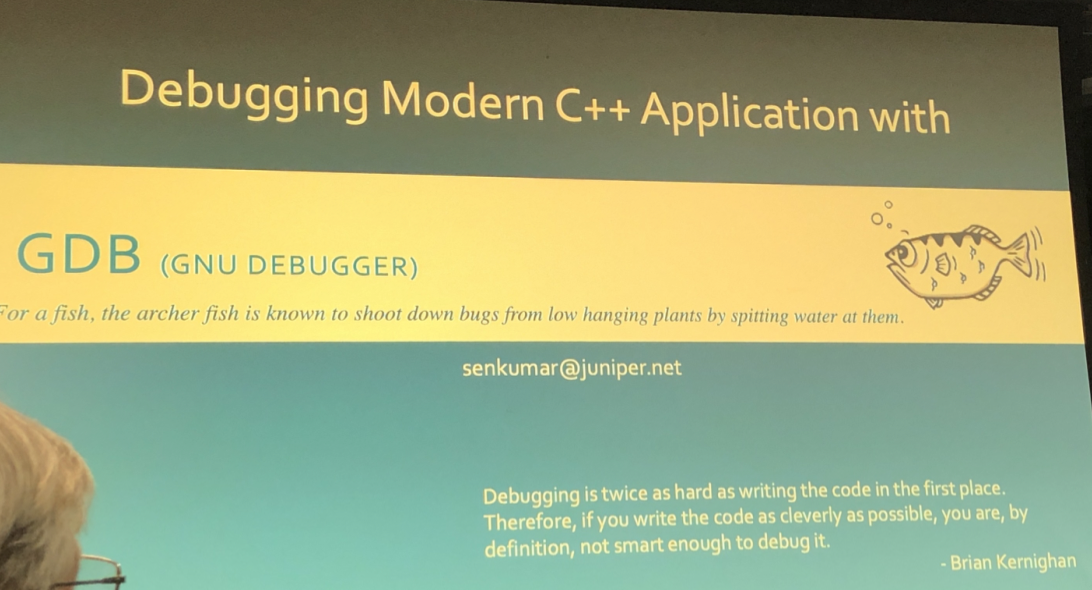 Debugging Modern C++ Application with
GDB (GNU DEBUGGER)
For a fish, the archer fish is known to shoot down bugs from low hanging plants by spitting water at them.
senkumar@juniper.net
Debugging is twice as hard as writing the code in the first place.
Therefore, if you write the code as cleverly as possible, you are, by
definition, not smart enough to debug it.
- Brian Kernighan